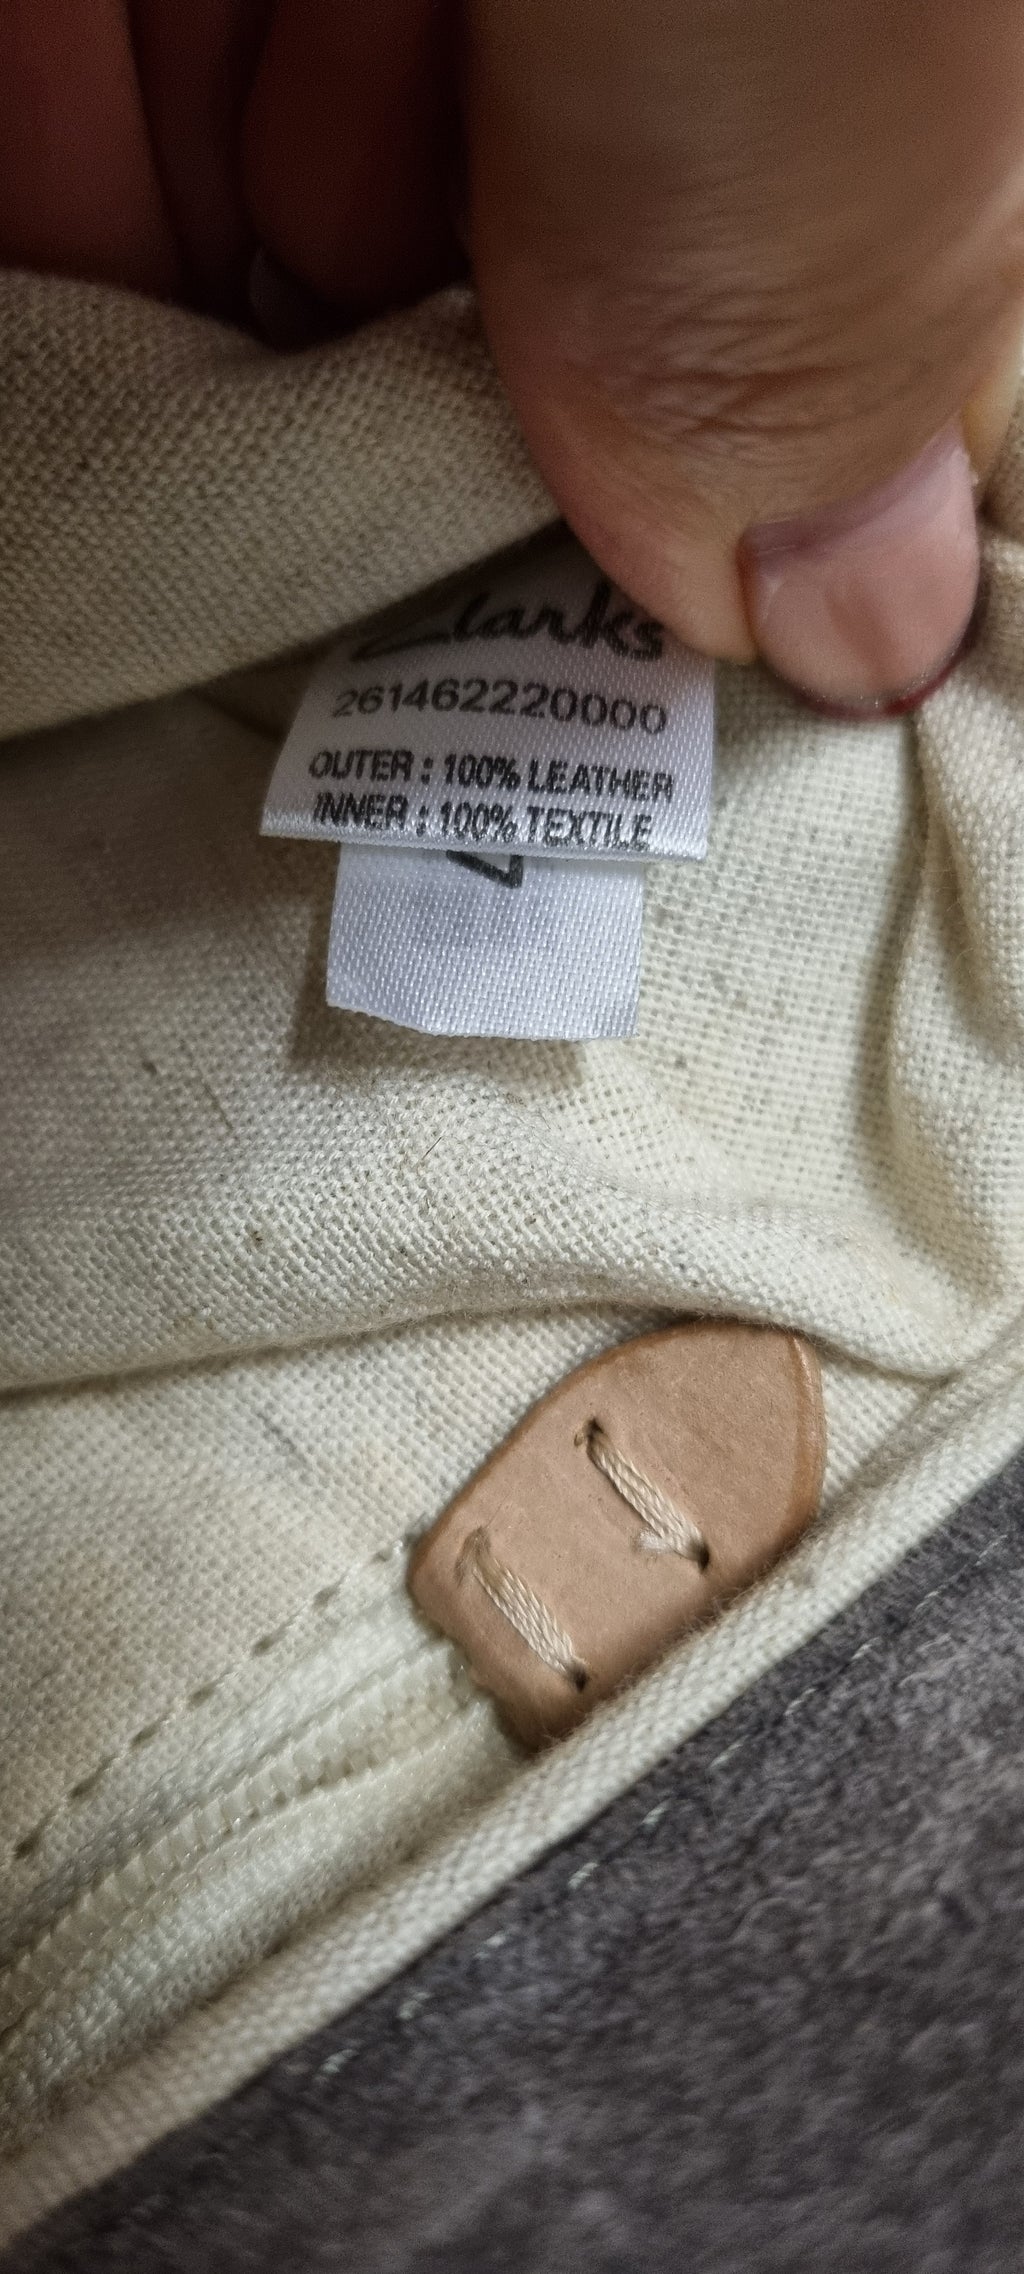 Clarks
261462220000
OUTER : 100% LEATHER
INNER : 100% TEXTILE